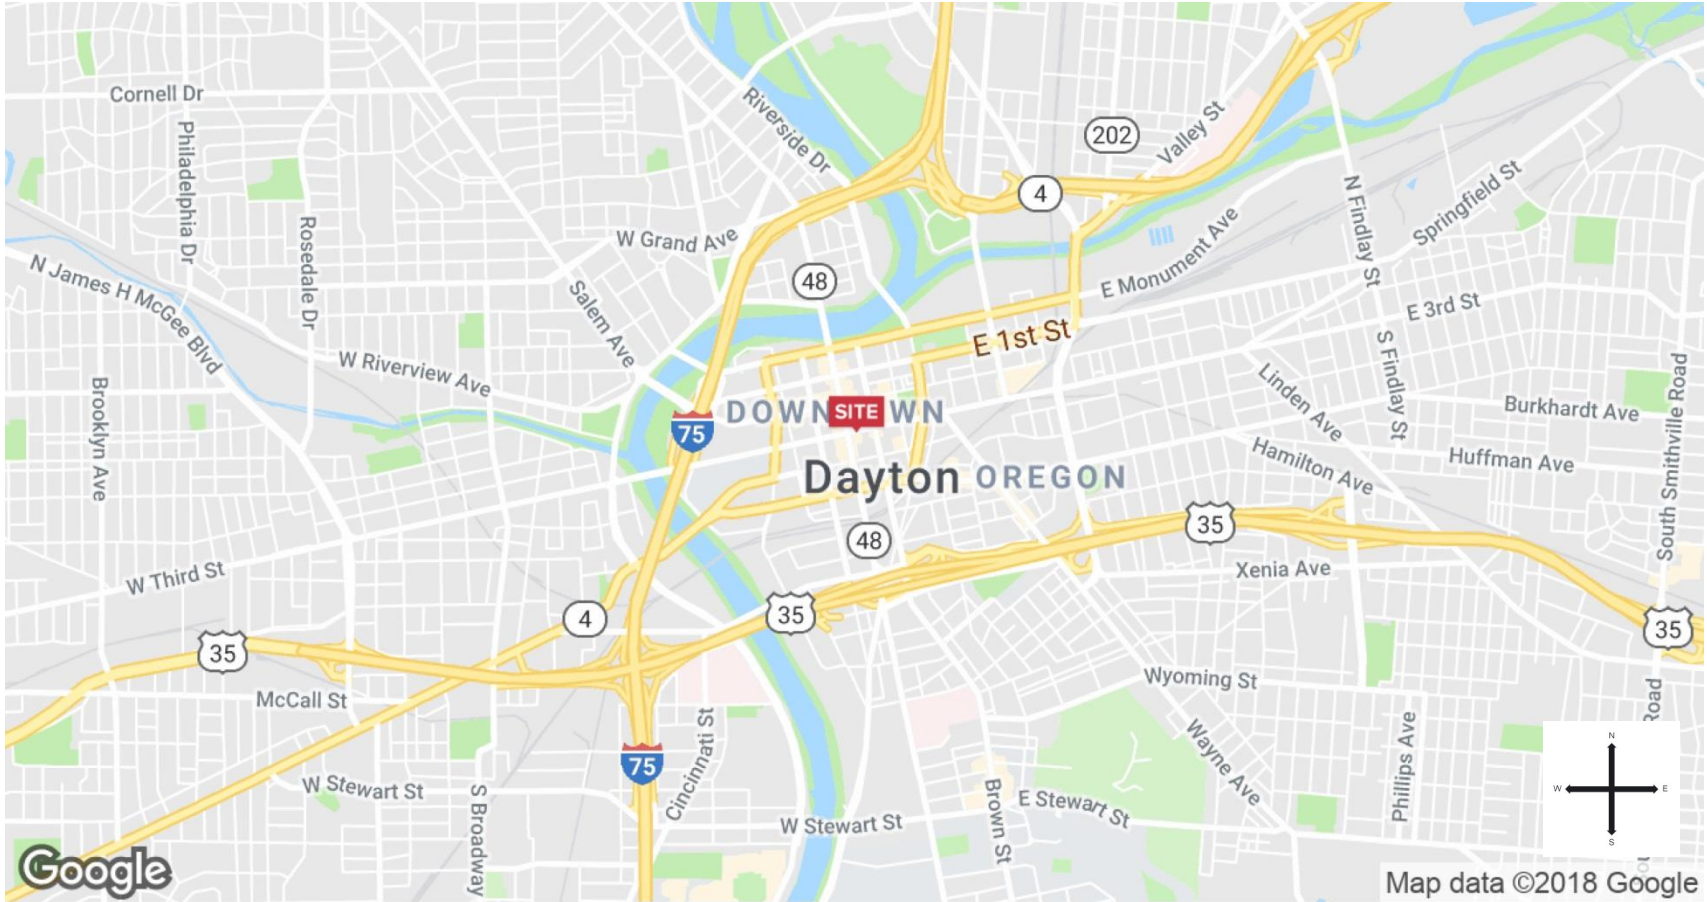 Cornell Dr
Philadelphia Dr
Rosedale Dr
N James H McGee Blvd
Brooklyn Ave
W Riverview Ave
Salem Ave
W Grand Ave
Riverside Dr
202
Valley St
4
N Findlay St
Springfield St
48
E Monument Ave
E 3rd St
E 1st St
S Findlay St
Linden Ave
Burkhardt Ave
South Smithville Road
75
DOWN
SITE
WN
Dayton
OREGON
Hamilton Ave
Huffman Ave
35
48
Xenia Ave
W Third St
4
35
35
35
McCall St
Wyoming St
Road
Cincinnati St
Wayne Ave
Phillips Ave
75
W Stewart St
S Broadway
W Stewart St
Brown St
E Stewart St
N
W
E
S
Google
Map data ©2018 Google